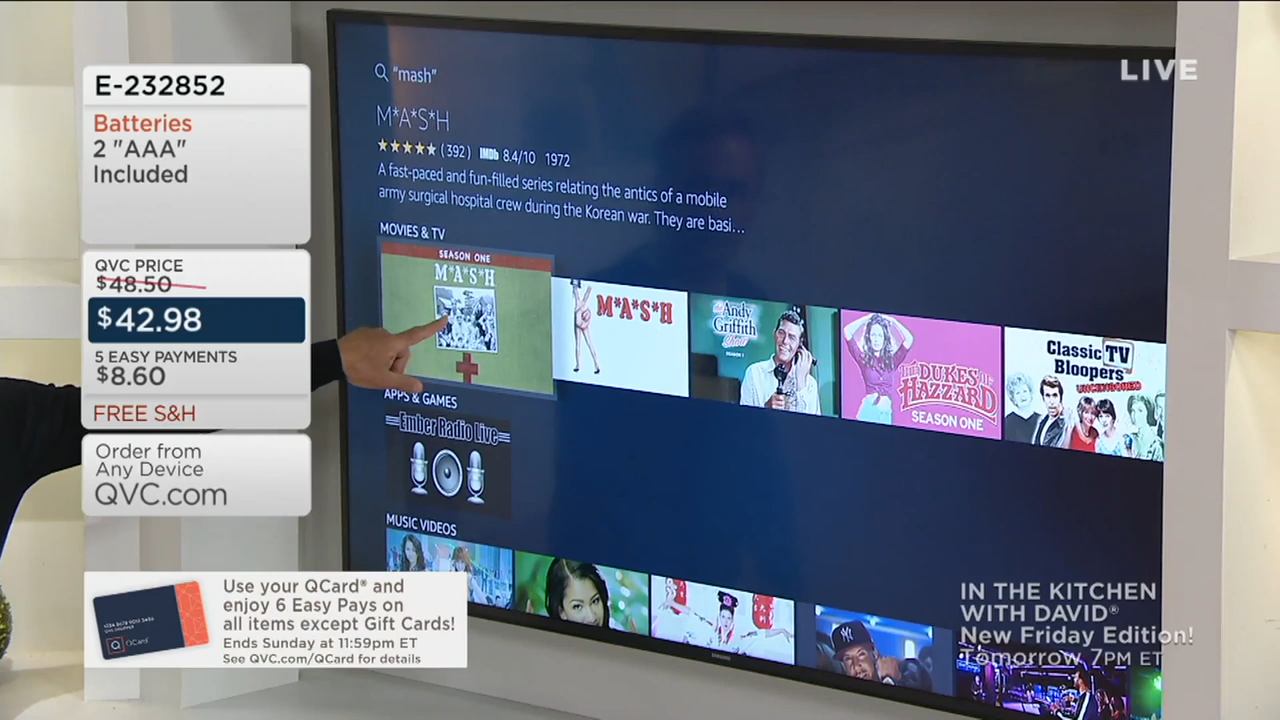 E-232852
Batteries
2 "AAA"
Included
QVC PRICE
$48.50
$42.98
5 EASY PAYMENTS
$8.60
FREE S&H
Order from
Any Device
QVC.com
Use your QCard® and
enjoy 6 Easy Pays on
all items except Gift Cards!
Ends Sunday at 11:59pm ET
See QVC.com/QCard for details
QCard
LIVE
"mash"
M*A*S*H
(392) IMDb 8.4/10 1972
A fast-paced and fun-filled series relating the antics of a mobile
army surgical hospital crew during the Korean war. They are basi...
MOVIES & TV
SEASON ONE
M*A*S*H
M*A*S*H
The
Andy
Griffith
Show
SEASON 1
THE DUKES OF
HAZZARD
SEASON ONE
Classic TV
Bloopers
UNCENSORED
APPS & GAMES
Ember Radio Live
MUSIC VIDEOS
SAMSUNG
IN THE KITCHEN
WITH DAVID®
New Friday Edition!
Tomorrow 7PM ET